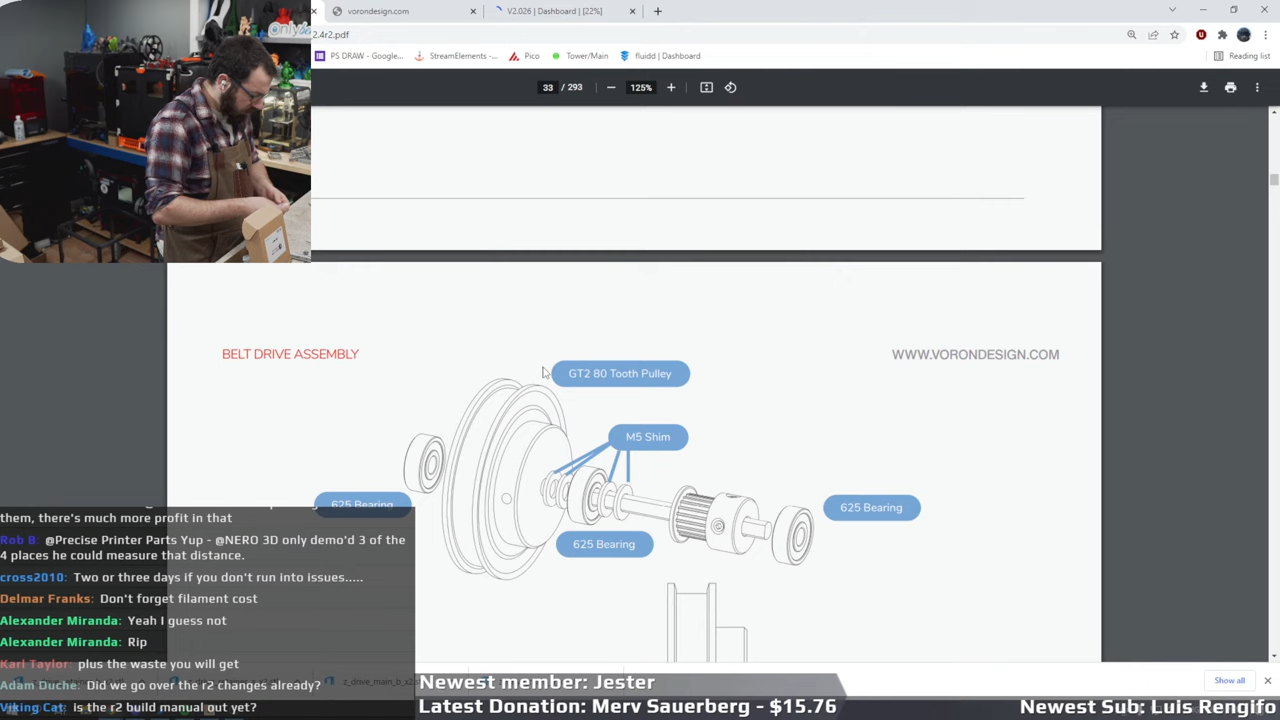 vorondesign.com
V2.026 | Dashboard | [22%]
2.4r2.pdf
PS DRAW - Google...
StreamElements -...
Pico
Tower/Main
fluidd | Dashboard
Reading list
33 / 293
125%
BELT DRIVE ASSEMBLY
WWW.VORONDESIGN.COM
GT2 80 Tooth Pulley
M5 Shim
625 Bearing
625 Bearing
625 Bearing
them, there's much more profit in that
Rob B: @Precise Printer Parts Yup - @NERO 3D only demo'd 3 of the
4 places he could measure that distance.
cross2010: Two or three days if you don't run into issues.....
Delmar Franks: Don't forget filament cost
Alexander Miranda: Yeah I guess not
Alexander Miranda: Rip
Karl Taylor: plus the waste you will get
Adam Duche: Did we go over the r2 changes already?
Viking Cat: is the r2 build manual out yet?
Show all
Newest member: Jester
Latest Donation: Merv Sauerberg - $15.76
Newest Sub: Luis Rengifo